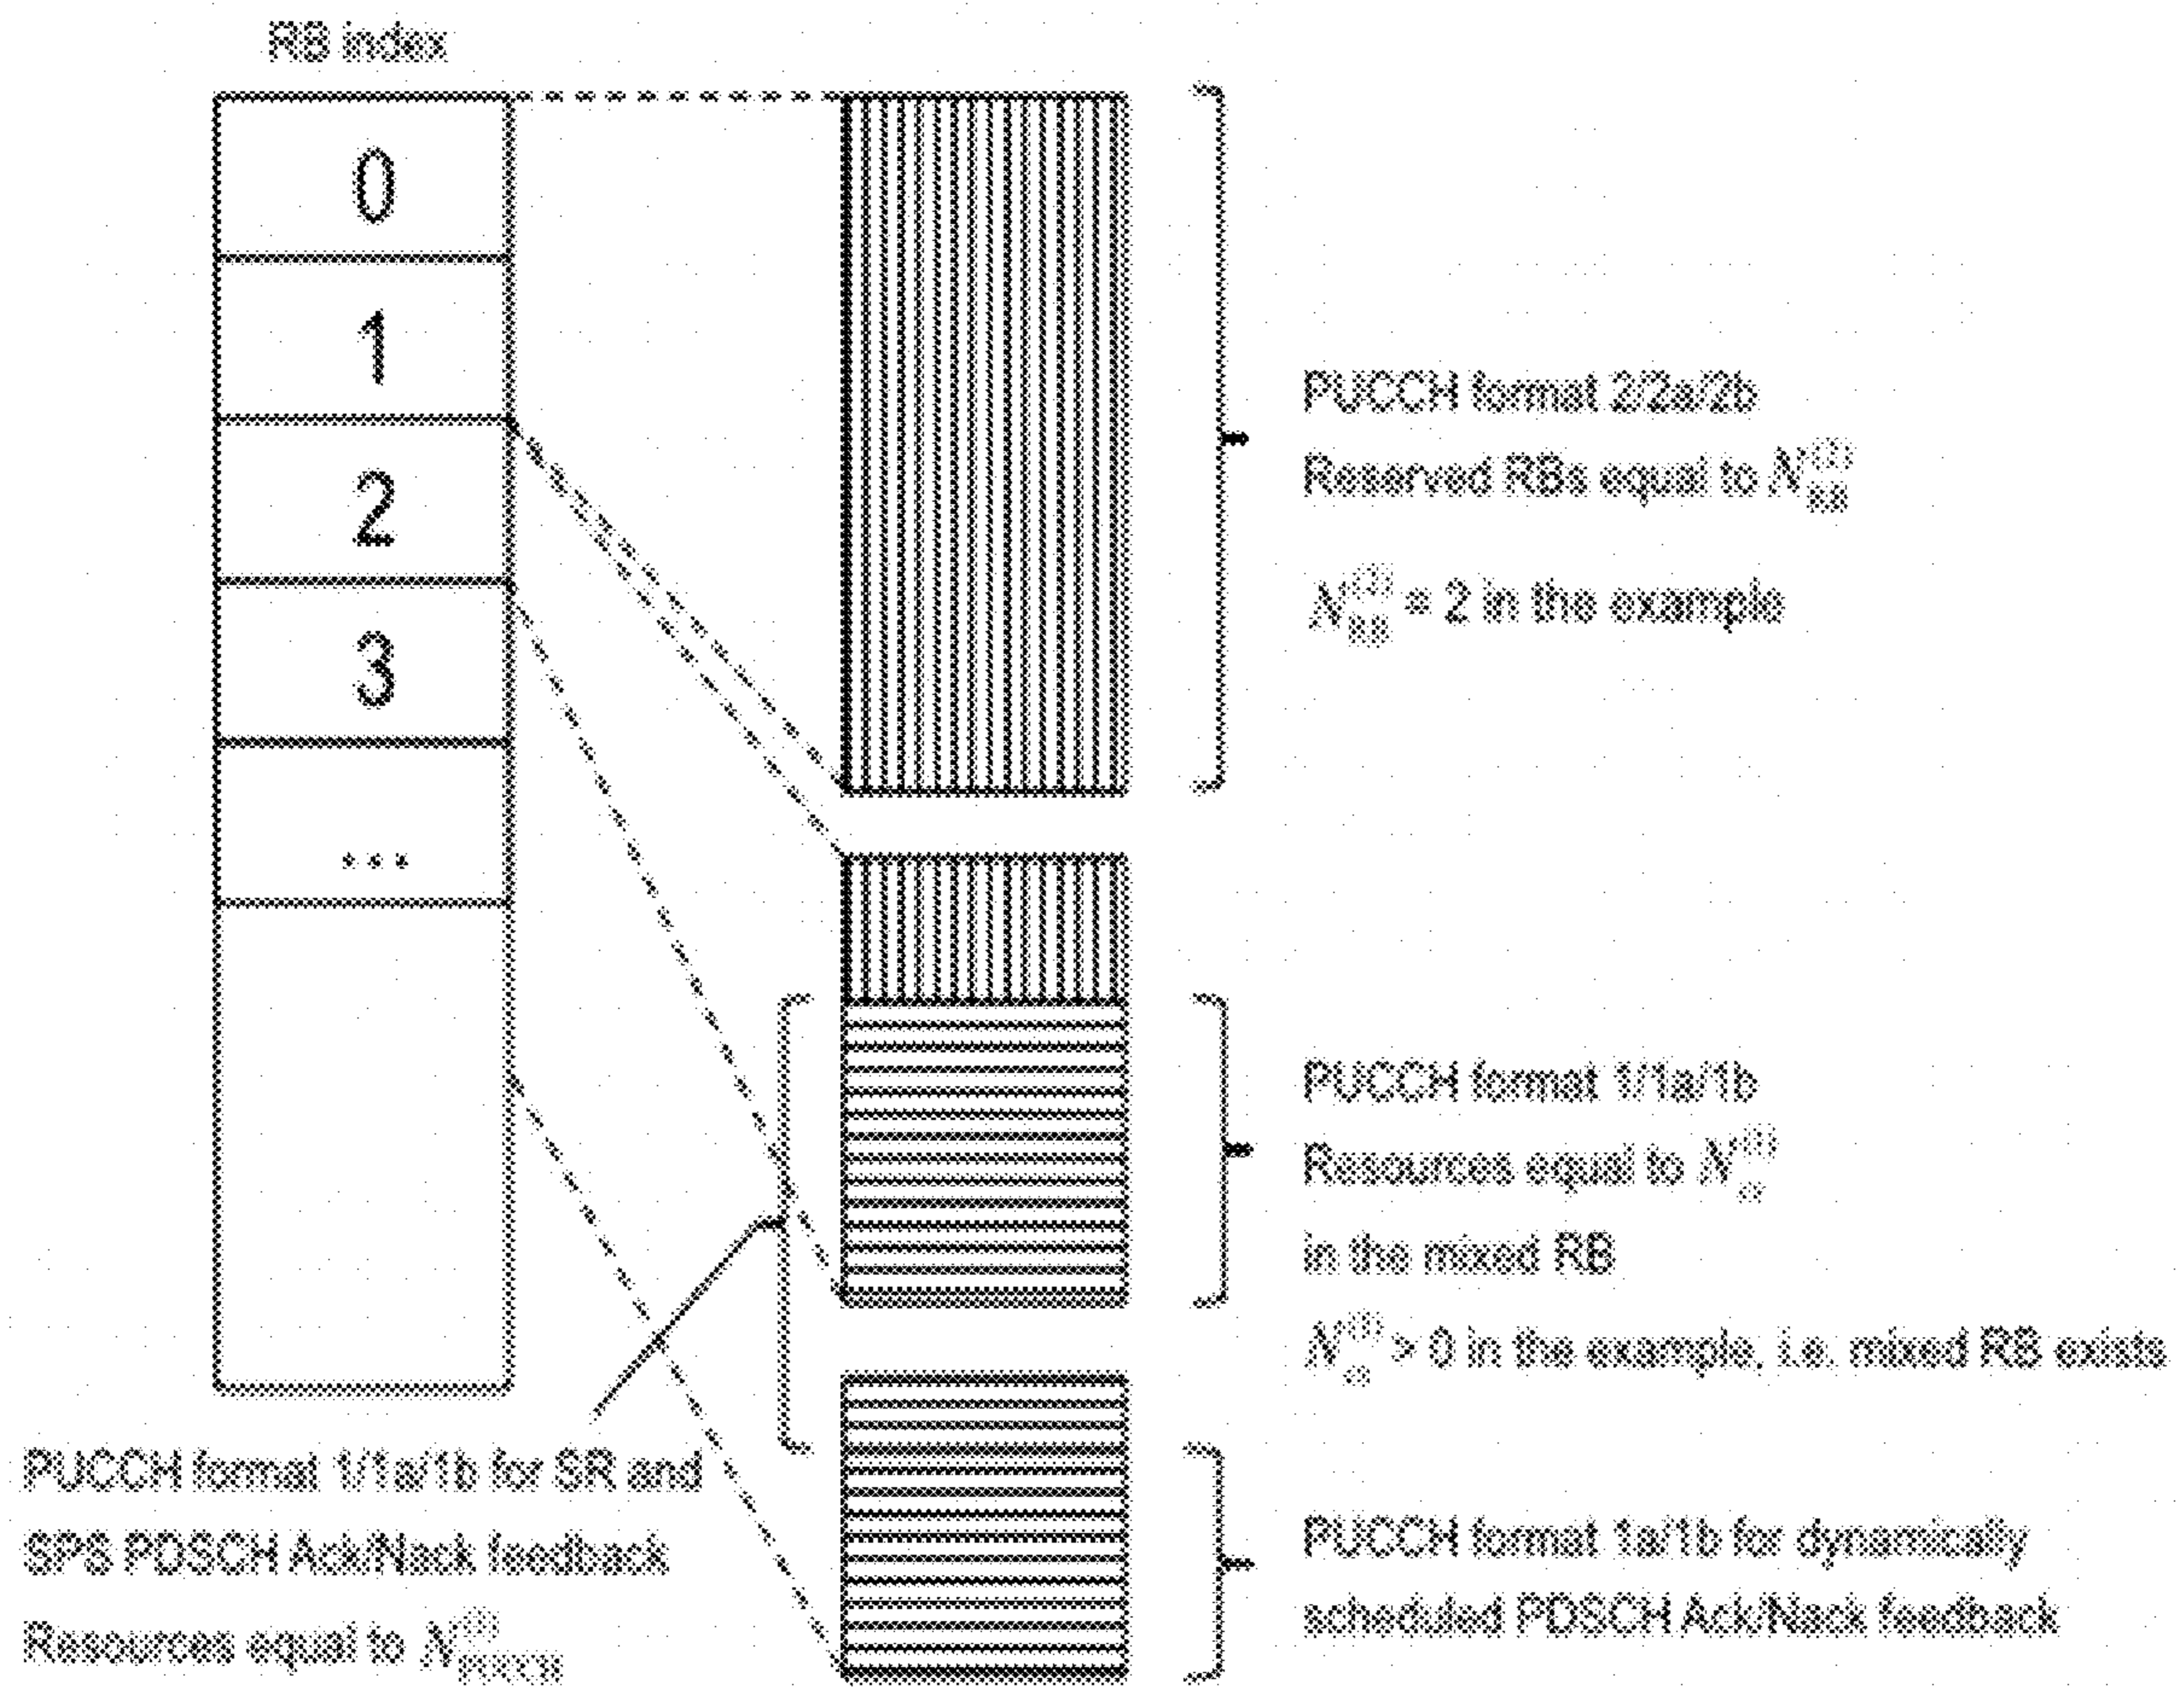 RB index
0
1
2
3
...
PUCCH format 2/2a/2b
Reserved RBs equal to N_RB^(2)
N_RB^(2) = 2 in the example
PUCCH format 1/1a/1b
Resources equal to N_cs^(1)
in the mixed RB
N_cs^(1) > 0 in the example, i.e. mixed RB exists
PUCCH format 1/1a/1b for SR and
SPS PDSCH Ack/Nack feedback
Resources equal to N_PUCCH^(1)
PUCCH format 1a/1b for dynamically
scheduled PDSCH Ack/Nack feedback